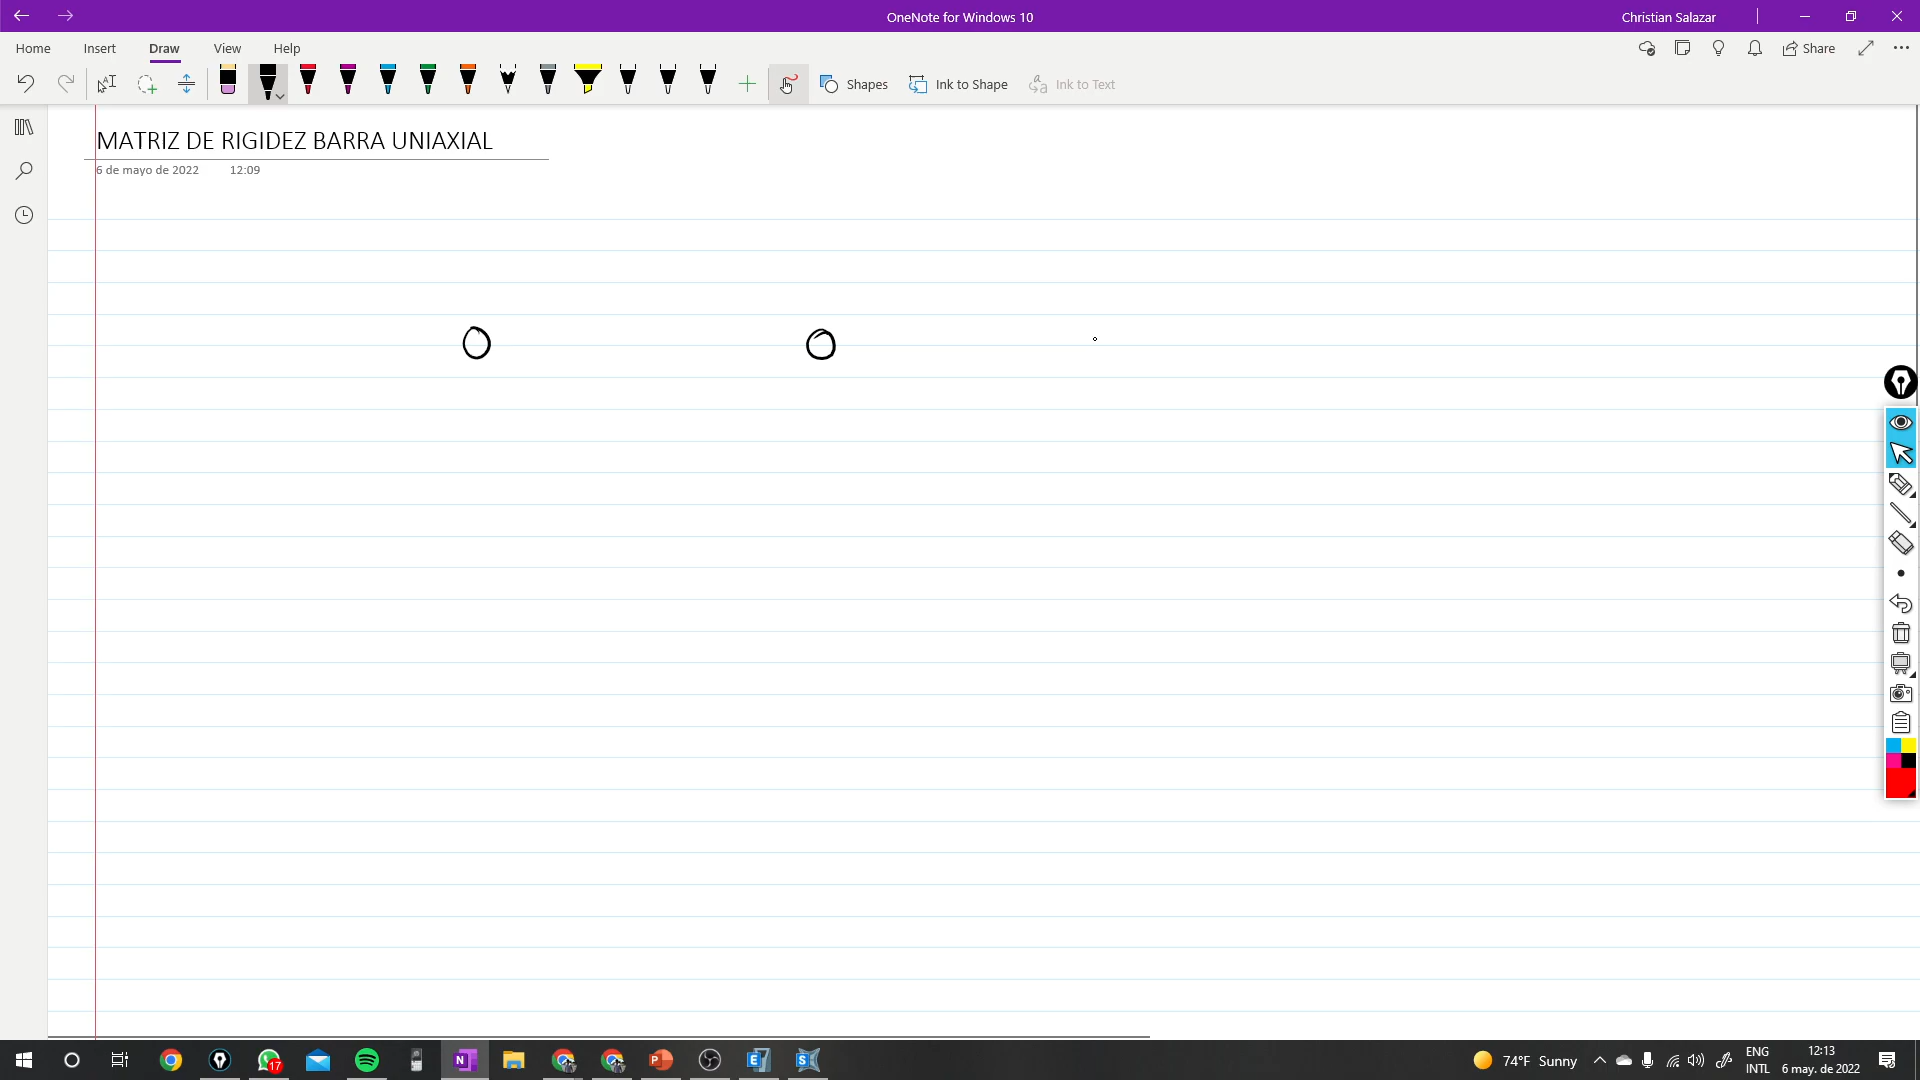 OneNote for Windows 10
Christian Salazar
Home Insert Draw View Help
Share
Shapes
Ink to Shape
Ink to Text
MATRIZ DE RIGIDEZ BARRA UNIAXIAL
6 de mayo de 2022 12:09
17
74°F Sunny
ENG
INTL
12:13
6 may. de 2022